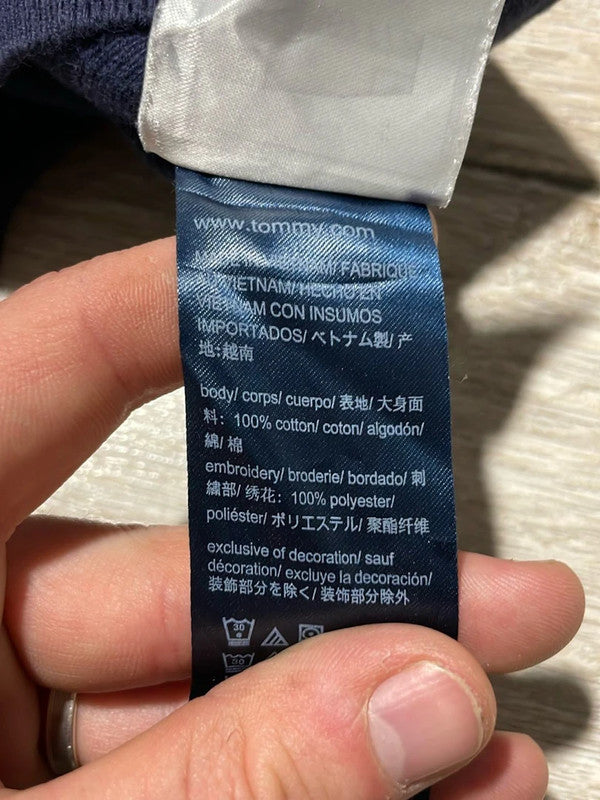 www.tommy.com
FABRIQUE
VIETNAM/ HECHO EN
VIETNAM CON INSUMOS
IMPORTADOS/ ベトナム製/ 产
地:越南
body/ corps/ cuerpo/ 表地/ 大身面
料: 100% cotton/ coton/ algodón/
綿/ 棉
embroidery/ broderie/ bordado/ 刺
繍部/ 绣花: 100% polyester/
poliéster/ ポリエステル/ 聚酯纤维
exclusive of decoration/ sauf
décoration/ excluye la decoración/
装飾部分を除く/ 装饰部分除外
30
30